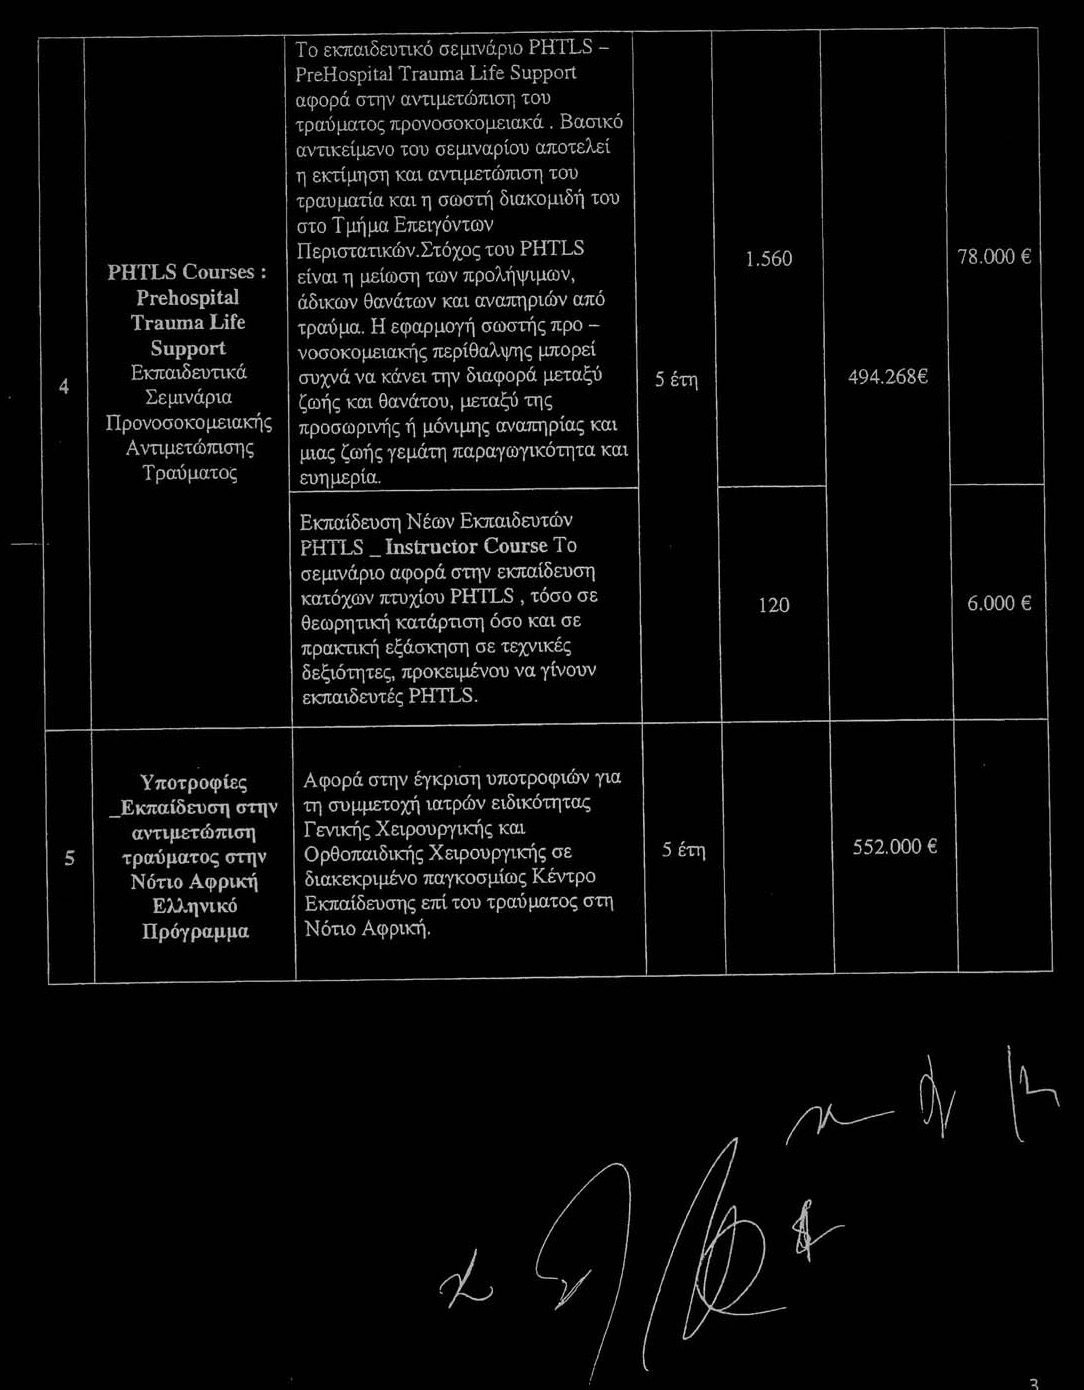 Το εκπαιδευτικό σεμινάριο PHTLS –
PreHospital Trauma Life Support
αφορά στην αντιμετώπιση του
τραύματος προνοσοκομειακά . Βασικό
αντικείμενο του σεμιναρίου αποτελεί
η εκτίμηση και αντιμετώπιση του
τραυματία και η σωστή διακομιδή του
στο Τμήμα Επειγόντων
Περιστατικών.Στόχος του PHTLS
είναι η μείωση των προλήψιμων,
άδικων θανάτων και αναπηριών από
τραύμα. Η εφαρμογή σωστής προ –
νοσοκομειακής περίθαλψης μπορεί
συχνά να κάνει την διαφορά μεταξύ
ζωής και θανάτου, μεταξύ της
προσωρινής ή μόνιμης αναπηρίας και
μιας ζωής γεμάτη παραγωγικότητα και
ευημερία.
4
PHTLS Courses :
Prehospital
Trauma Life
Support
Εκπαιδευτικά
Σεμινάρια
Προνοσοκομειακής
Αντιμετώπισης
Τραύματος
5 έτη
1.560
494.268€
78.000 €
Εκπαίδευση Νέων Εκπαιδευτών
PHTLS _ Instructor Course Το
σεμινάριο αφορά στην εκπαίδευση
κατόχων πτυχίου PHTLS , τόσο σε
θεωρητική κατάρτιση όσο και σε
πρακτική εξάσκηση σε τεχνικές
δεξιότητες, προκειμένου να γίνουν
εκπαιδευτές PHTLS.
120
6.000 €
5
Υποτροφίες
_Εκπαίδευση στην
αντιμετώπιση
τραύματος στην
Νότιο Αφρική
Ελληνικό
Πρόγραμμα
Αφορά στην έγκριση υποτροφιών για
τη συμμετοχή ιατρών ειδικότητας
Γενικής Χειρουργικής και
Ορθοπαιδικής Χειρουργικής σε
διακεκριμένο παγκοσμίως Κέντρο
Εκπαίδευσης επί του τραύματος στη
Νότιο Αφρική.
5 έτη
552.000 €
3